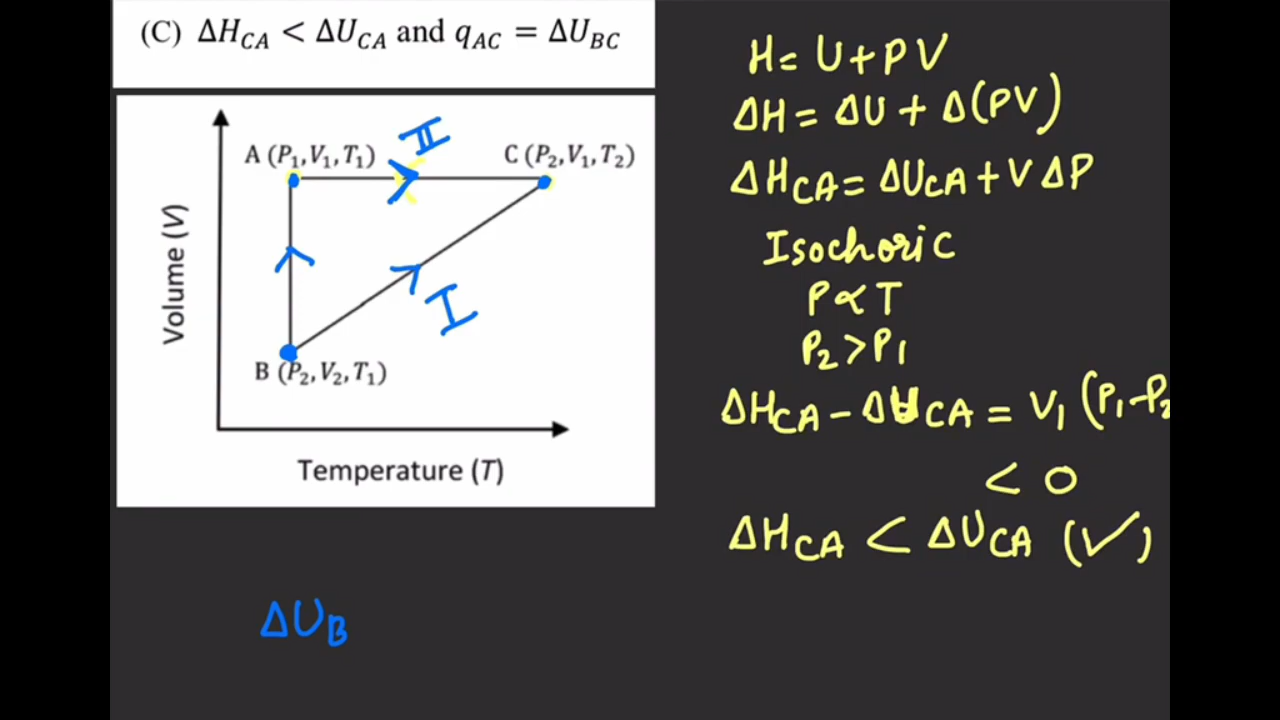 (C) ΔH_CA < ΔU_CA and q_AC = ΔU_BC
A (P₁, V₁, T₁)
II
C (P₂, V₁, T₂)
Volume (V)
I
B (P₂, V₂, T₁)
Temperature (T)
ΔU_B
H = U + PV
ΔH = ΔU + Δ(PV)
ΔH_CA = ΔU_CA + VΔP
Isochoric
P ∝ T
P₂ > P₁
ΔH_CA - ΔU_CA = V₁ (P₁-P₂
< 0
ΔH_CA < ΔU_CA (✓)